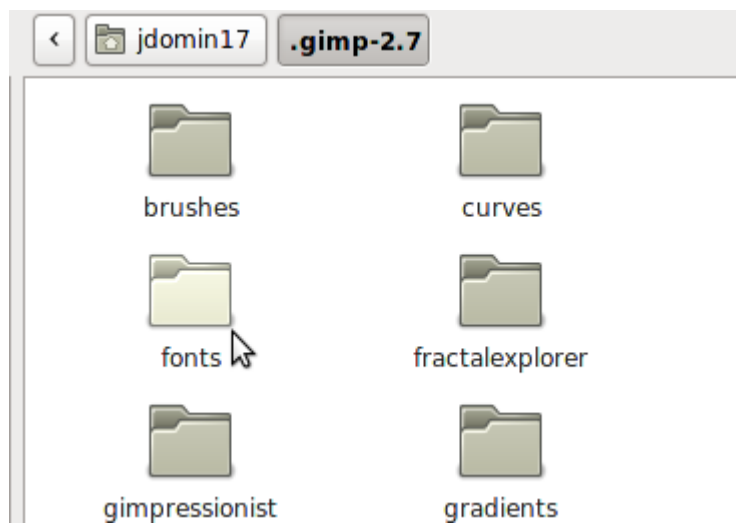 jdomin17 .gimp-2.7
brushes curves
fonts fractalexplorer
gimpressionist gradients